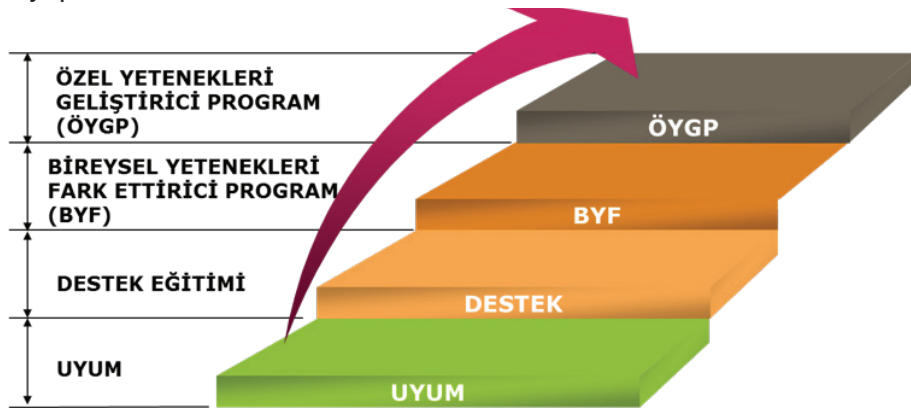 ÖZEL YETENEKLERİ
GELİŞTİRİCİ PROGRAM
(ÖYGP)
ÖYGP
BİREYSEL YETENEKLERİ
FARK ETTİRİCİ PROGRAM
(BYF)
BYF
DESTEK EĞİTİMİ
DESTEK
UYUM
UYUM